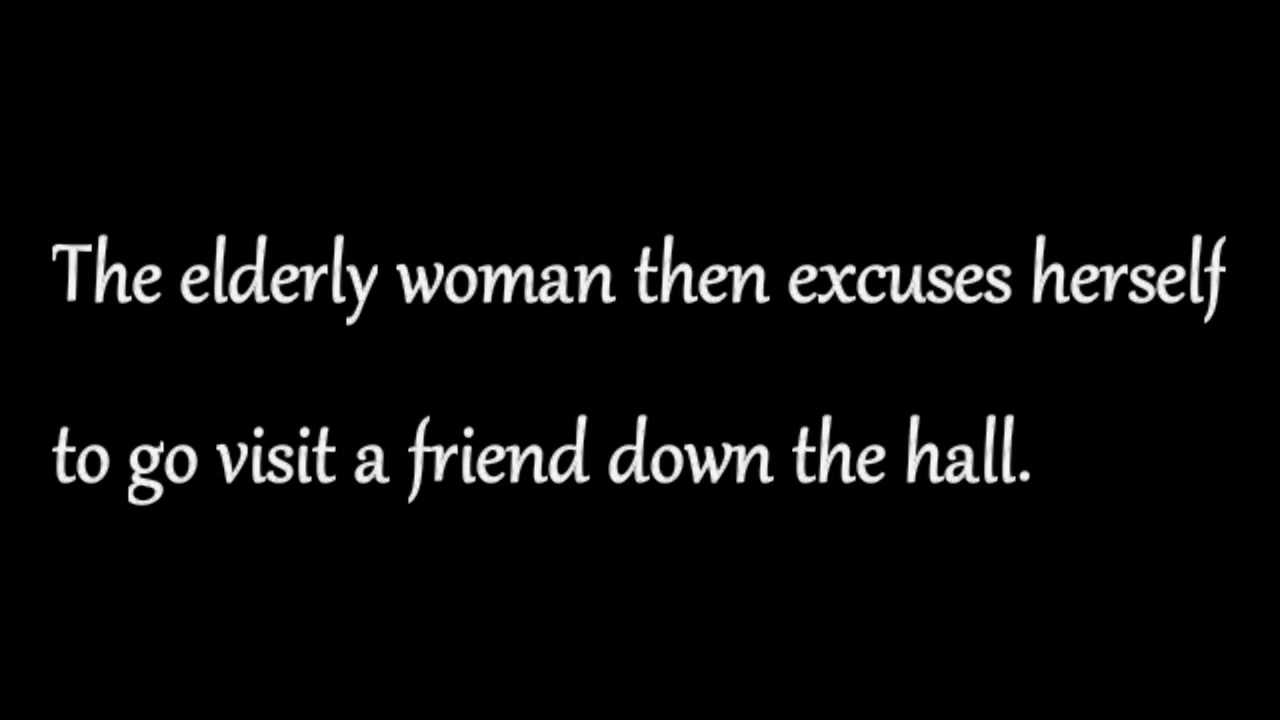 The elderly woman then excuses herself
to go visit a friend down the hall.